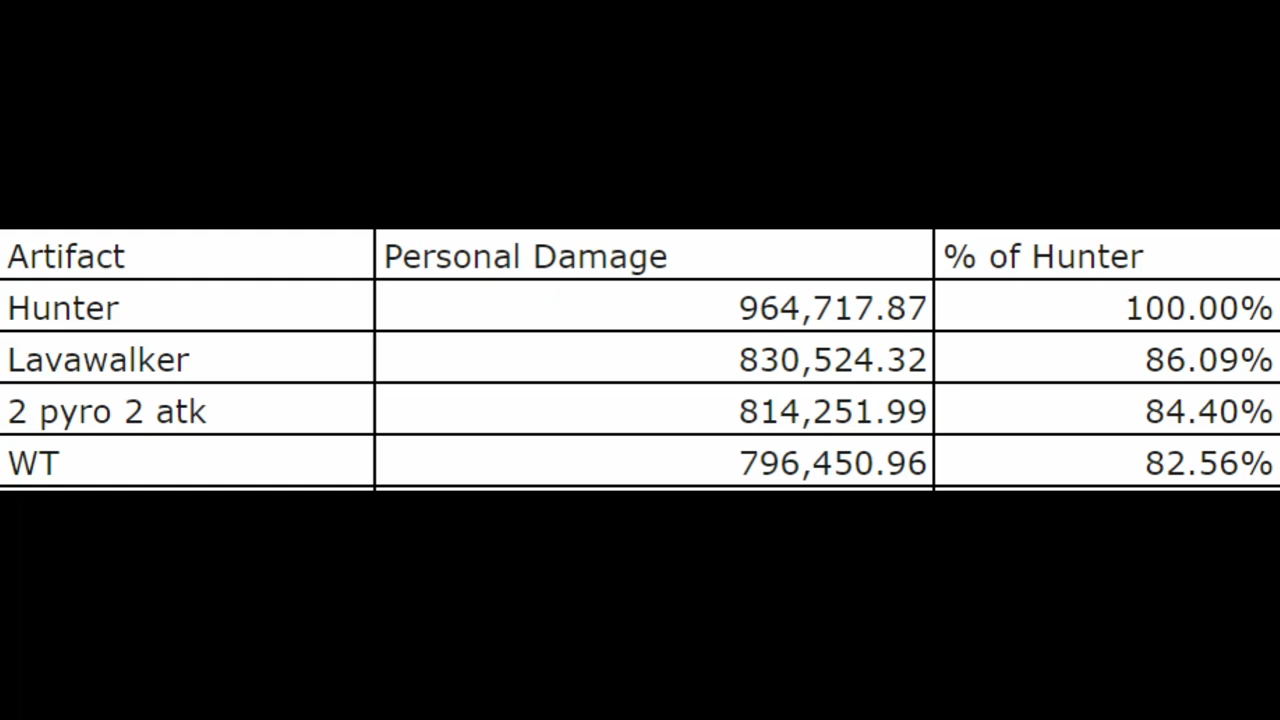 Artifact Personal Damage % of Hunter
Hunter 964,717.87 100.00%
Lavawalker 830,524.32 86.09%
2 pyro 2 atk 814,251.99 84.40%
WT 796,450.96 82.56%